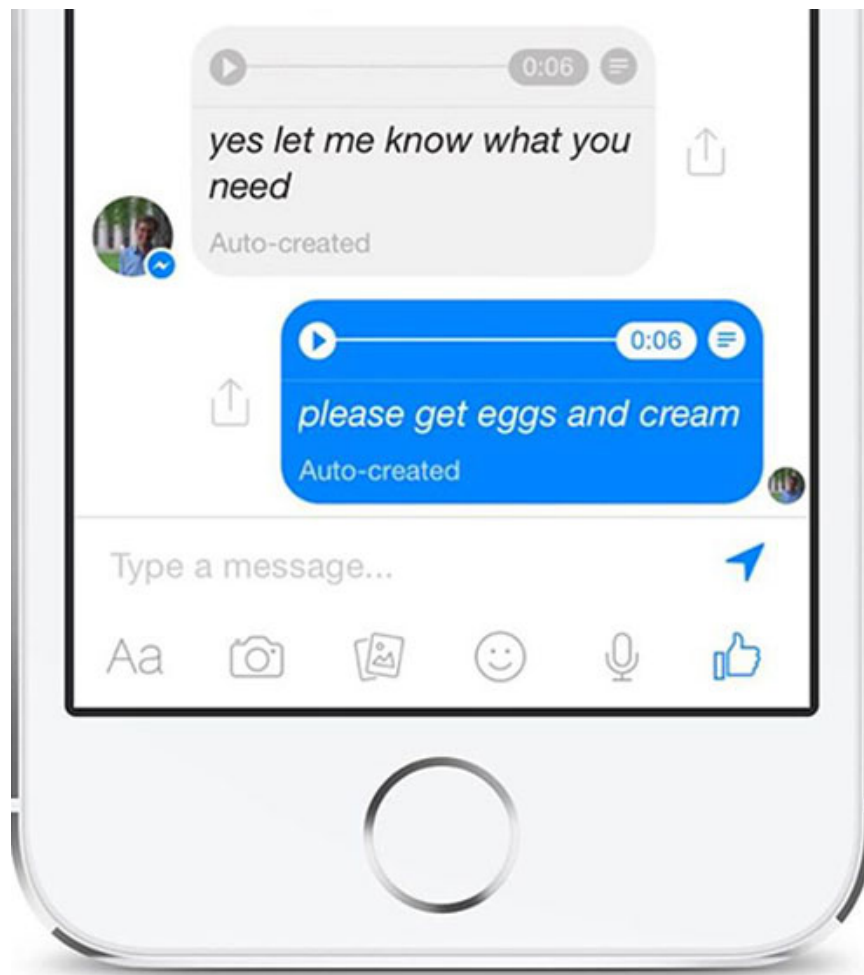 0:06
yes let me know what you
need
Auto-created
0:06
please get eggs and cream
Auto-created
Type a message...
Aa